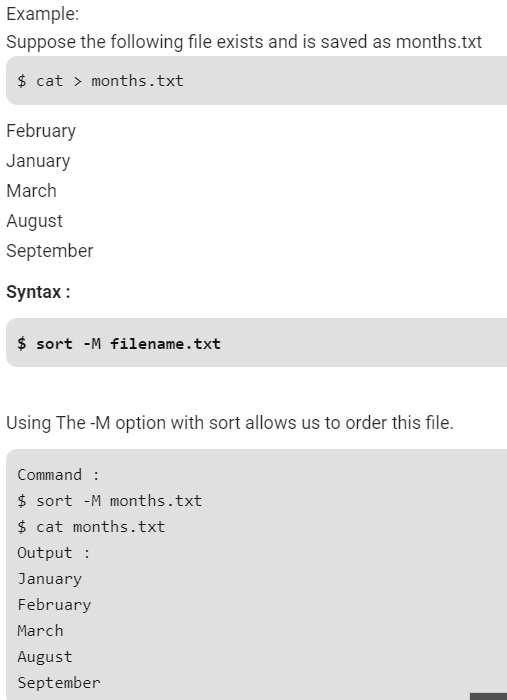 Example:
Suppose the following file exists and is saved as months.txt
$ cat > months.txt
February
January
March
August
September
Syntax :
$ sort -M filename.txt
Using The -M option with sort allows us to order this file.
Command :
$ sort -M months.txt
$ cat months.txt
Output :
January
February
March
August
September